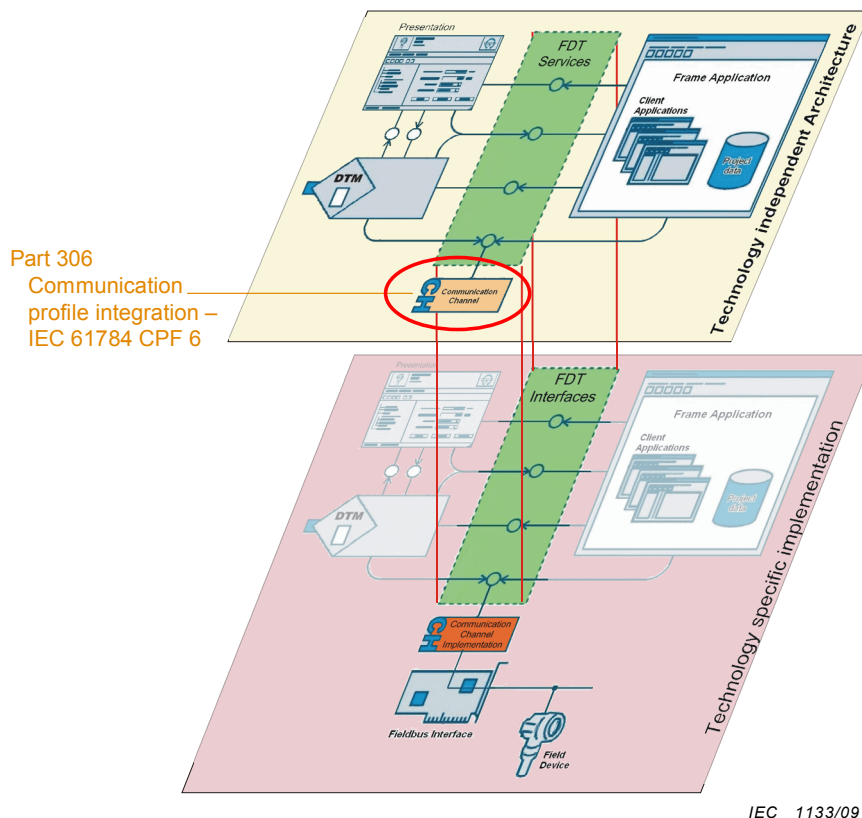 Presentation
FDT
Services
Frame Application
Client
Applications
Project
data
DTM
Technology independent Architecture
Part 306
Communication
profile integration –
IEC 61784 CPF 6
CH
Communication
Channel
Presentation
FDT
Interfaces
Frame Application
Client
Applications
Project
data
DTM
Technology specific implementation
CH
Communication
Channel
Implementation
Fieldbus Interface
Field
Device
IEC 1133/09